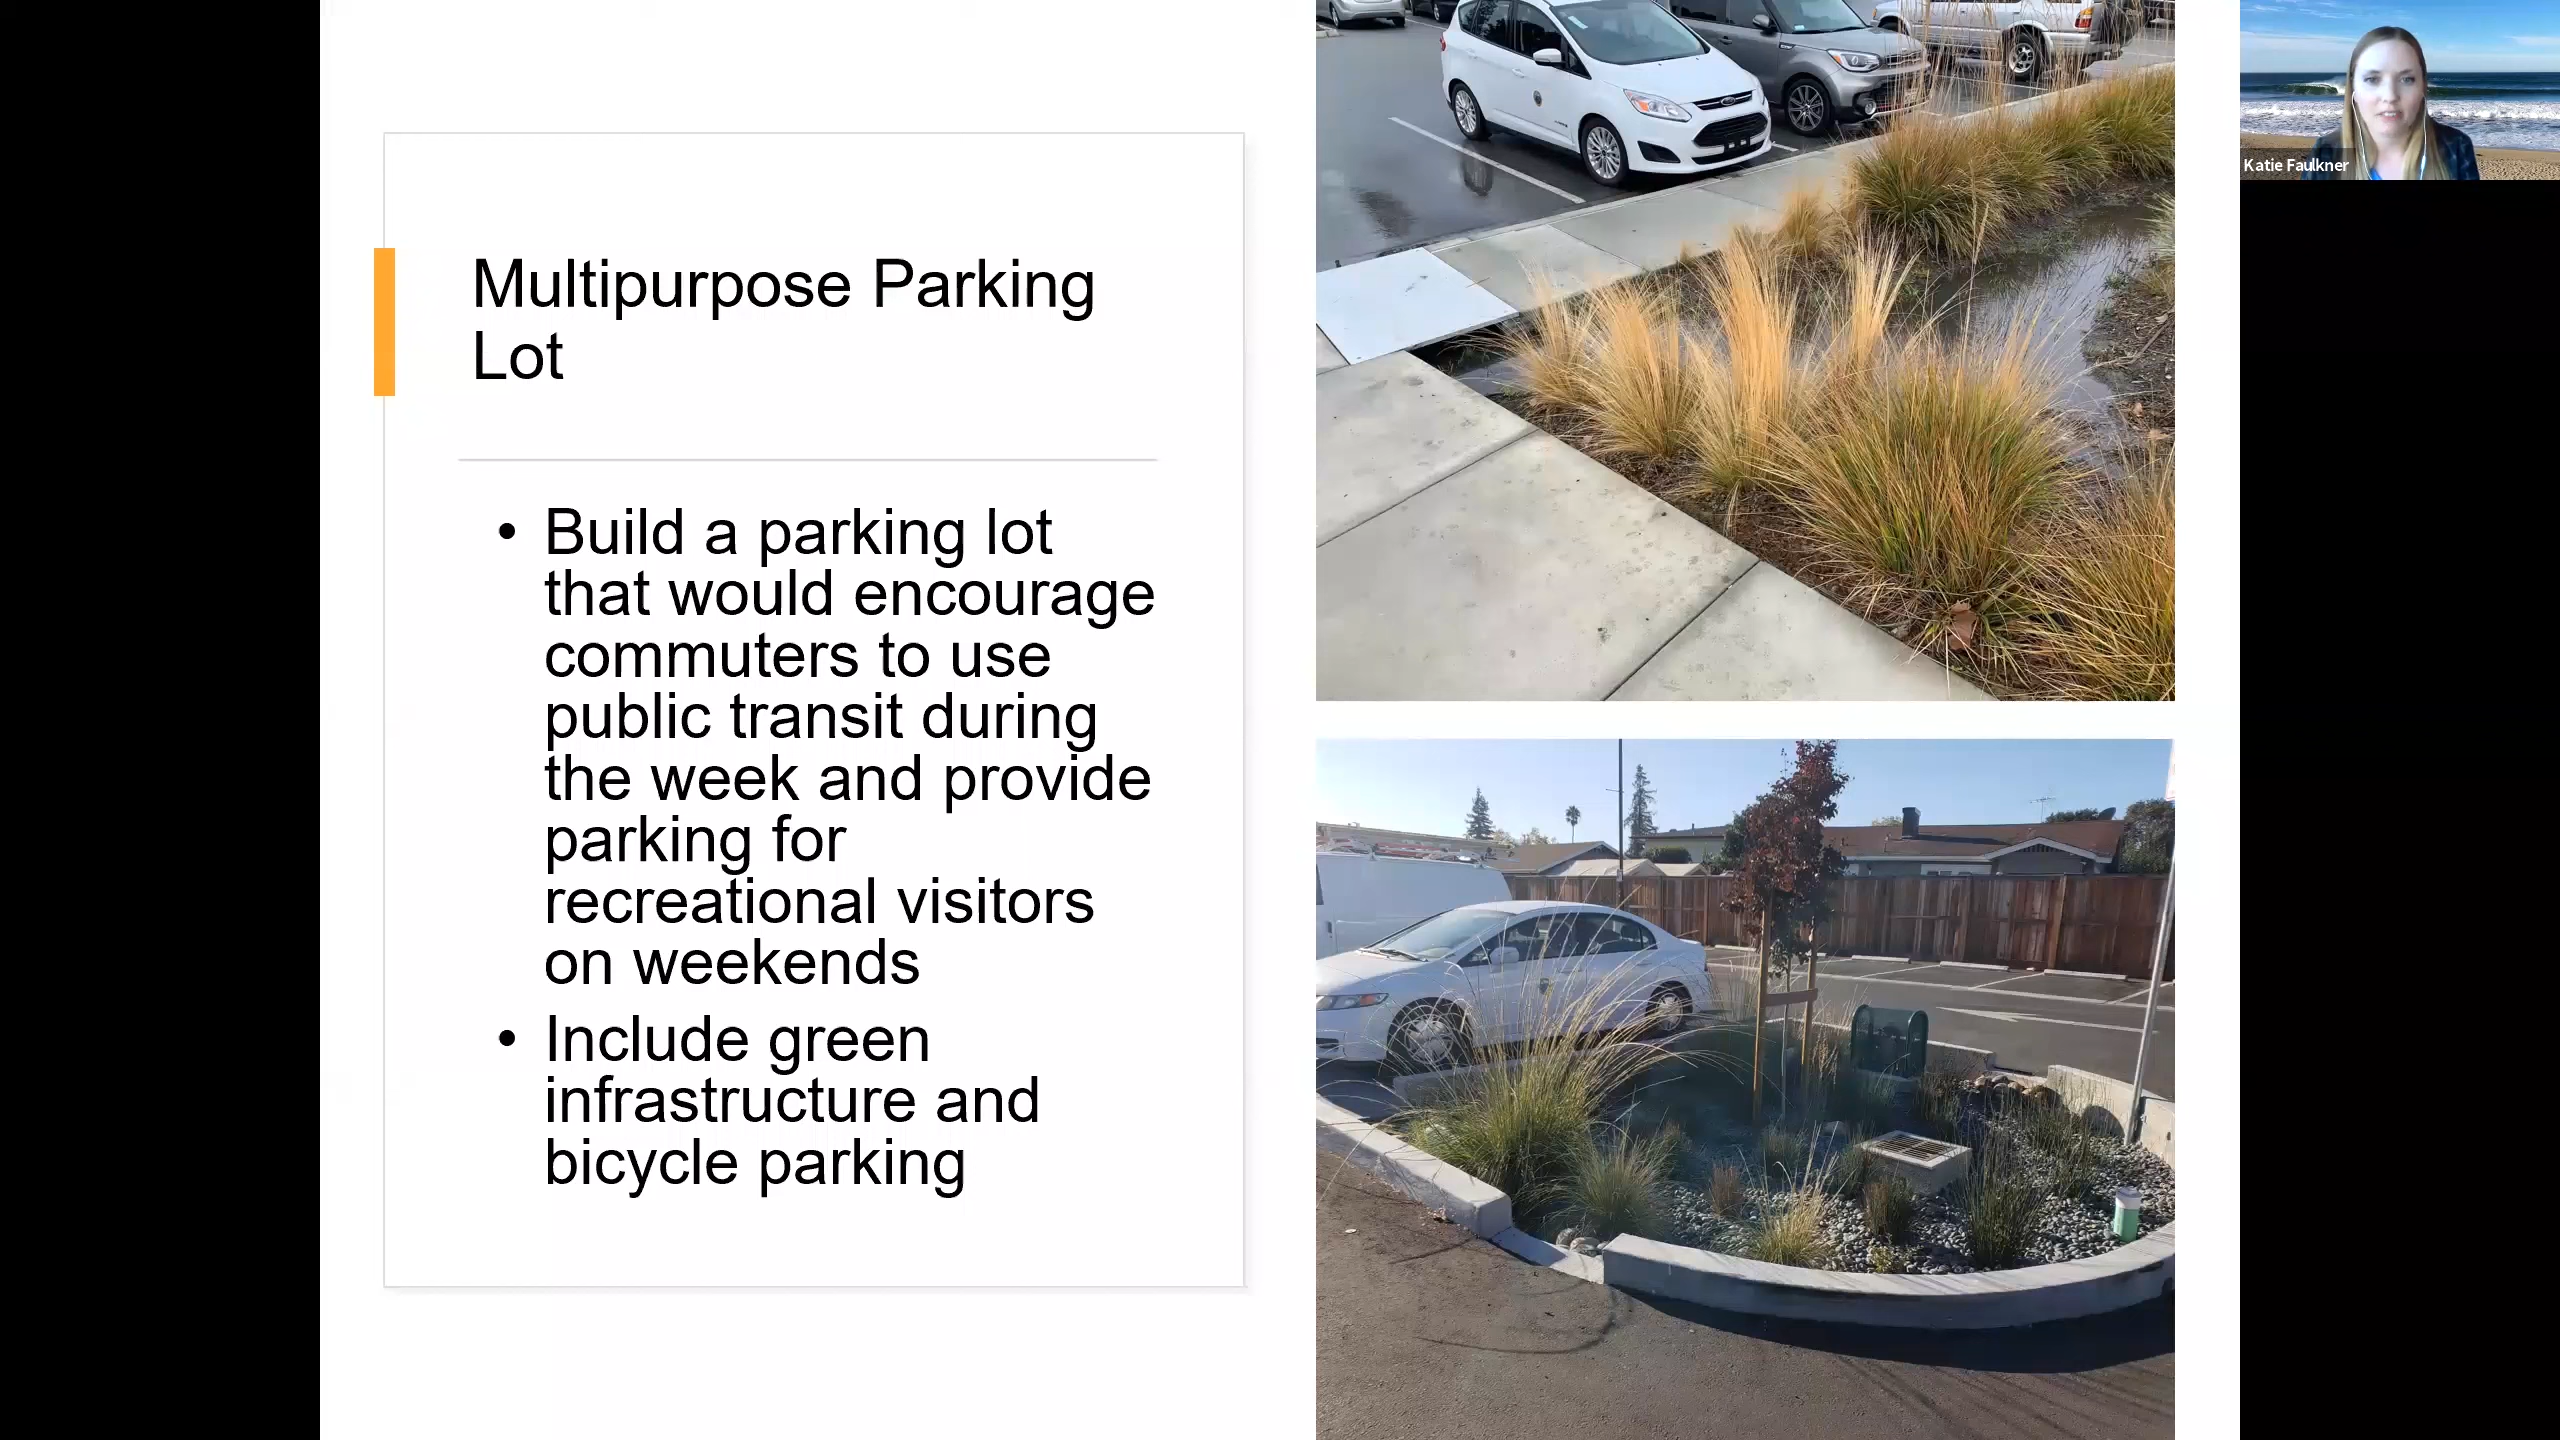 Multipurpose Parking
Lot
• Build a parking lot
that would encourage
commuters to use
public transit during
the week and provide
parking for
recreational visitors
on weekends
• Include green
infrastructure and
bicycle parking
Katie Faulkner